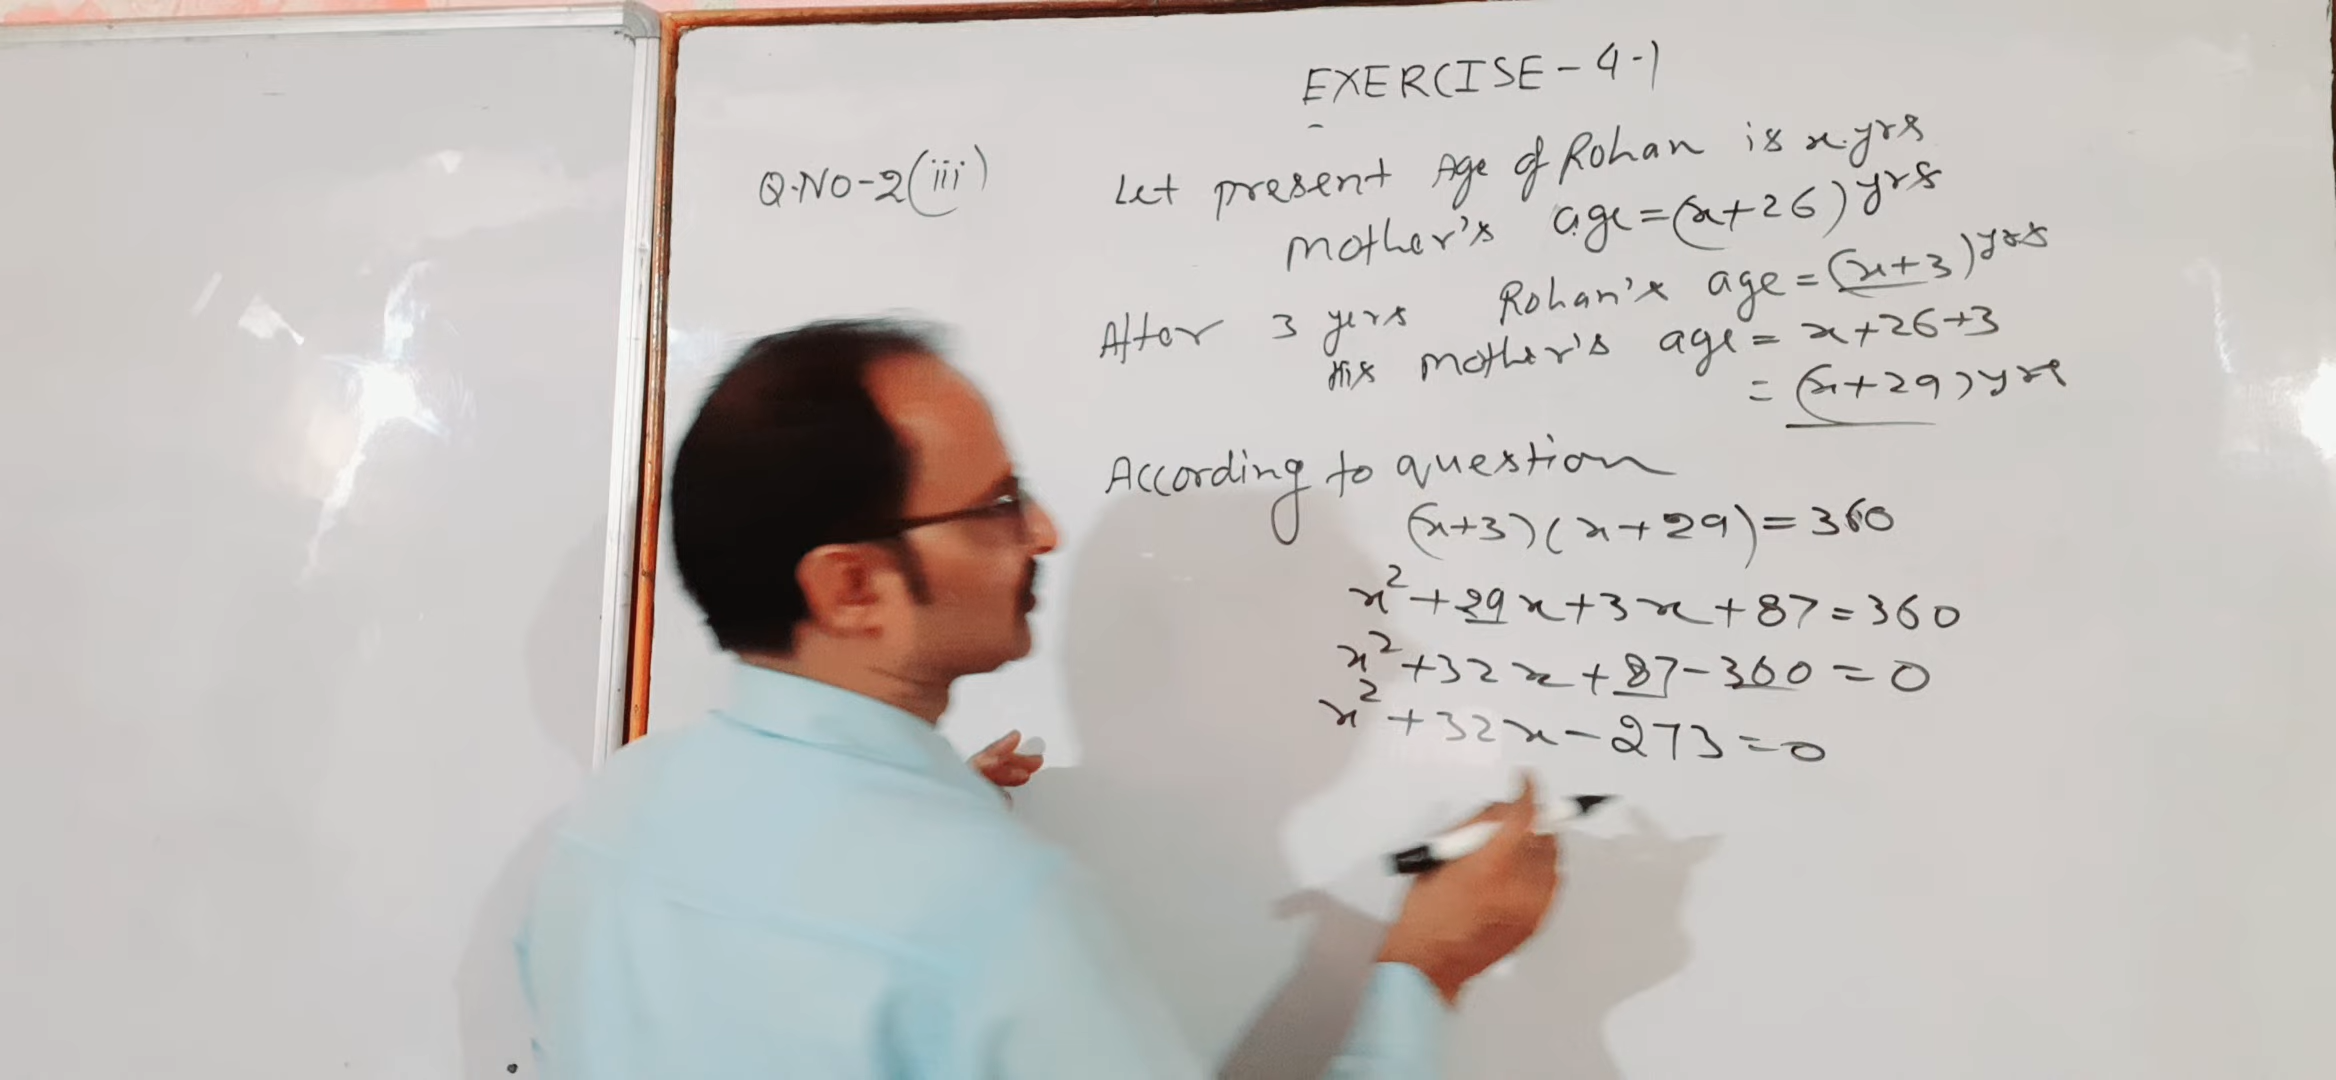 EXERCISE-4-1
Q.NO-2(iii)
Let present Age of Rohan is x.yrs
mother's age=(x+26) yrs
After 3 yers Rohan's age=(x+3) yrs
His mother's age = x+26+3
= (x+29) yrs
According to question
(x+3)(x+29)=360
x²+29x+3x+87=360
x²+32x+87-360=0
x²+32x-273=0